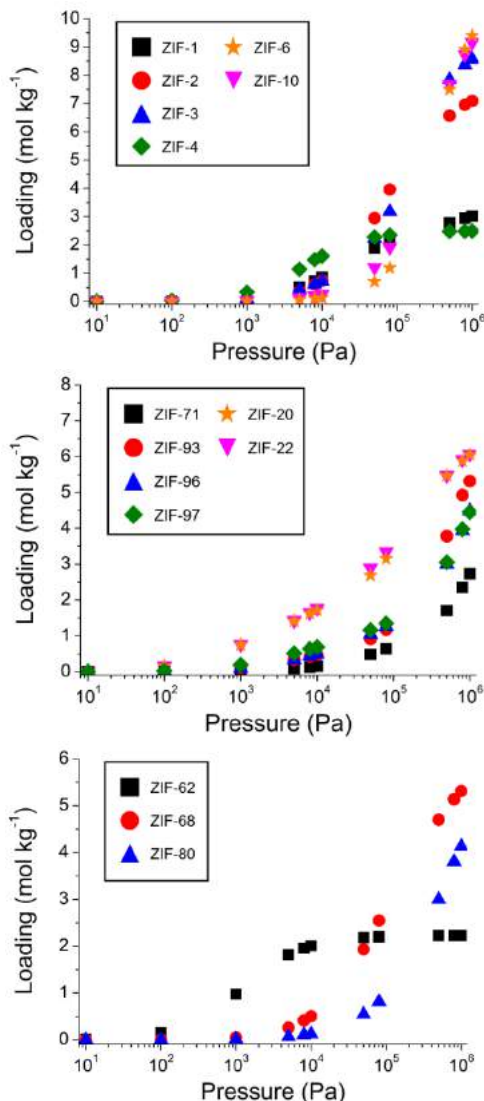 10
9
8
7
6
5
4
3
2
1
0
Loading (mol kg⁻¹)
ZIF-1 ZIF-6
ZIF-2 ZIF-10
ZIF-3
ZIF-4
10¹ 10² 10³ 10⁴ 10⁵ 10⁶
Pressure (Pa)
8
7
6
5
4
3
2
1
0
Loading (mol kg⁻¹)
ZIF-71 ZIF-20
ZIF-93 ZIF-22
ZIF-96
ZIF-97
10¹ 10² 10³ 10⁴ 10⁵ 10⁶
Pressure (Pa)
6
5
4
3
2
1
0
Loading (mol kg⁻¹)
ZIF-62
ZIF-68
ZIF-80
10¹ 10² 10³ 10⁴ 10⁵ 10⁶
Pressure (Pa)